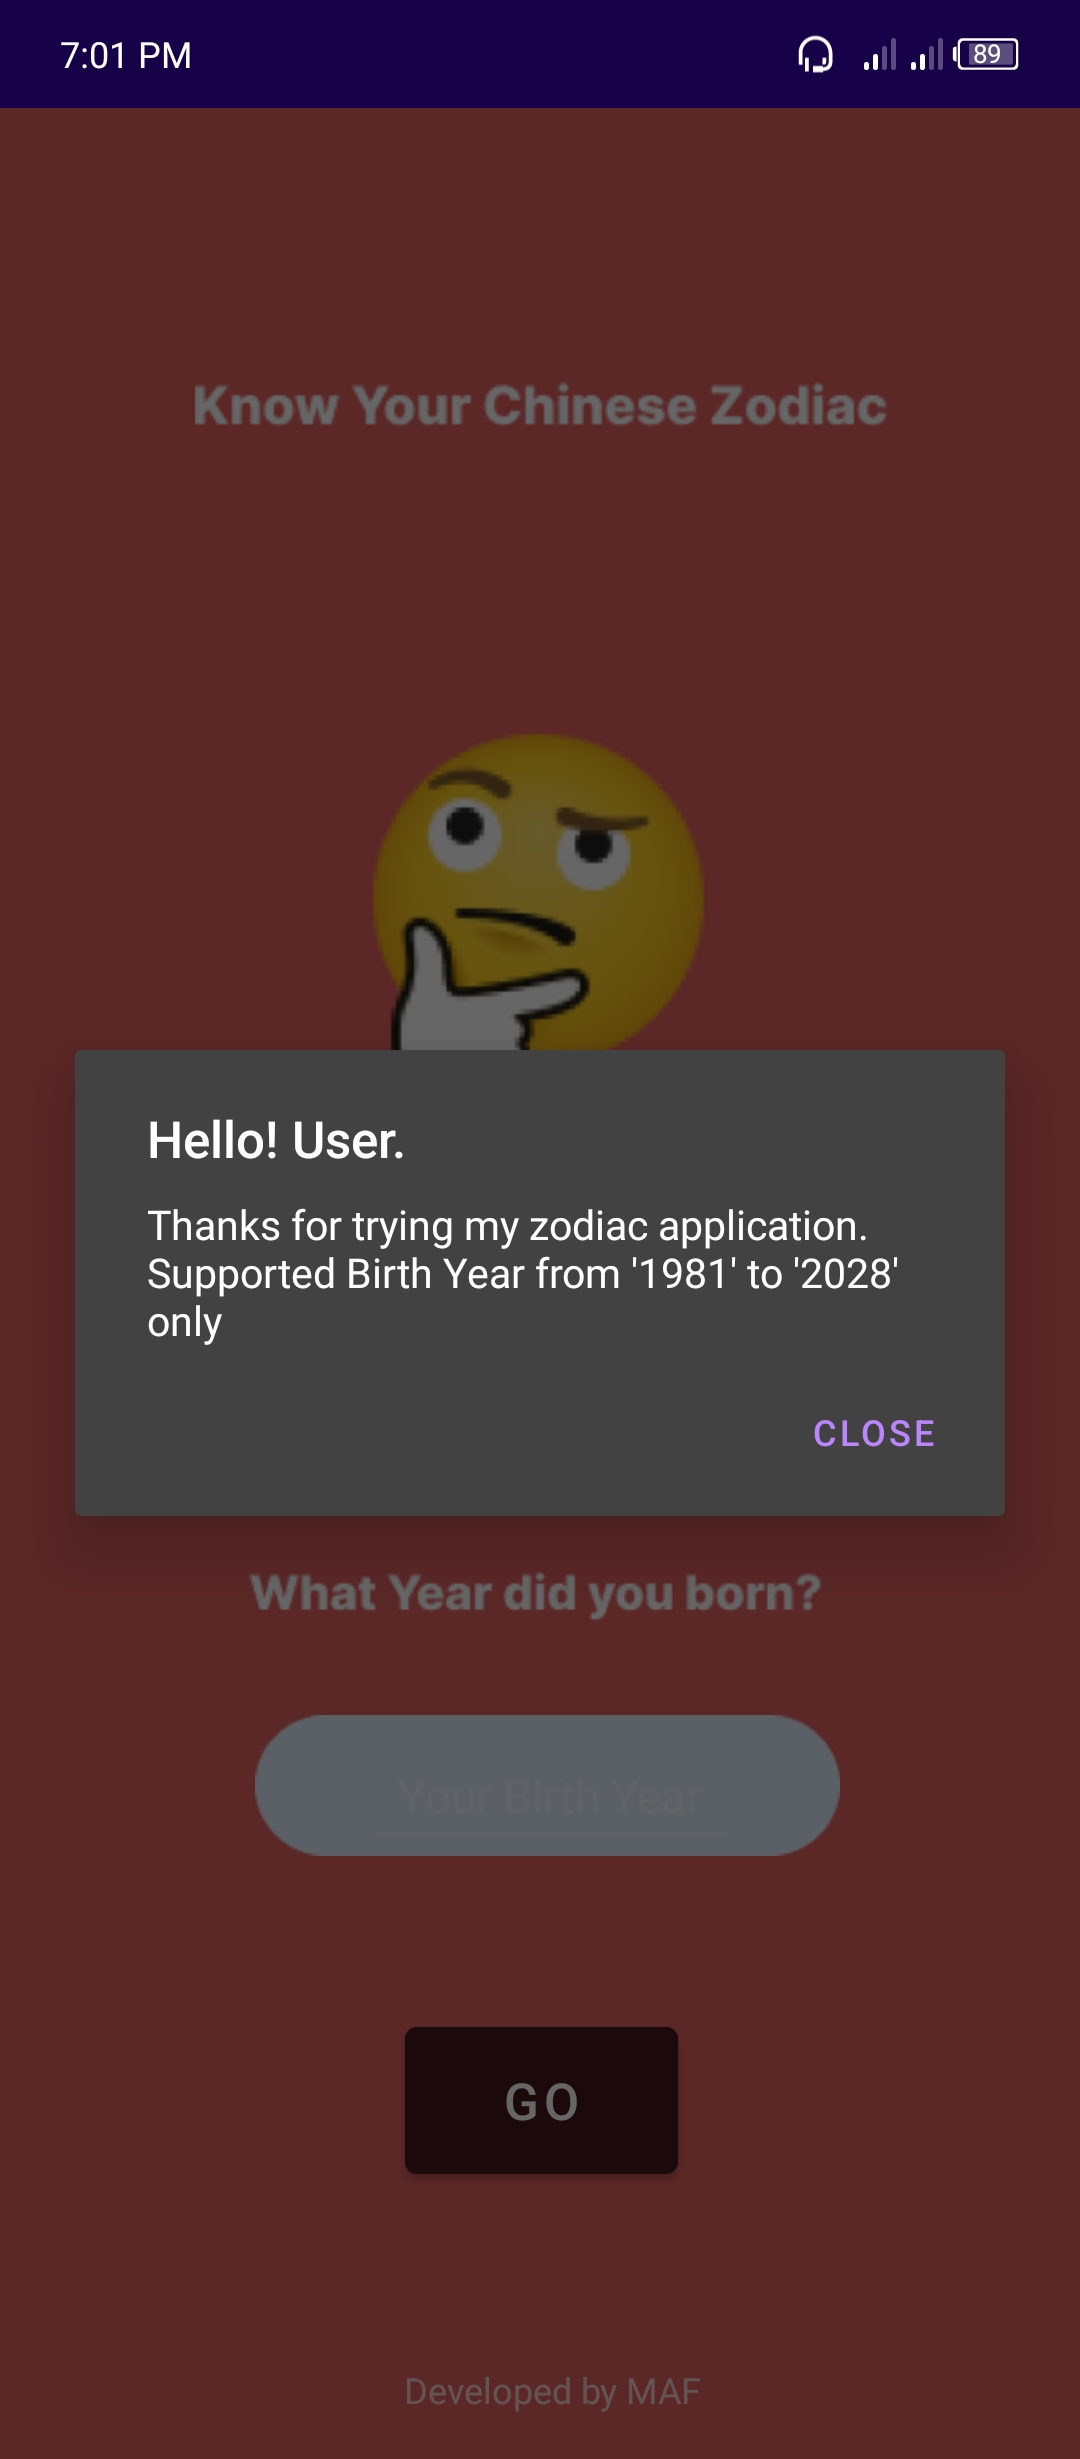 7:01 PM
89
Know Your Chinese Zodiac
Hello! User.
Thanks for trying my zodiac application.
Supported Birth Year from '1981' to '2028'
only
CLOSE
What Year did you born?
Your Birth Year
GO
Developed by MAF